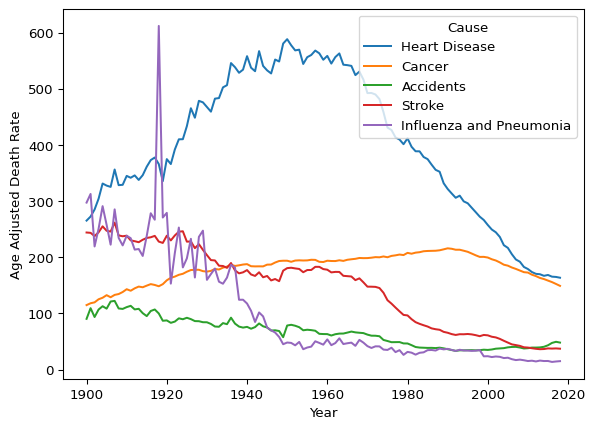 Cause
Heart Disease
Cancer
Accidents
Stroke
Influenza and Pneumonia
Age Adjusted Death Rate
600
500
400
300
200
100
0
1900 1920 1940 1960 1980 2000 2020
Year